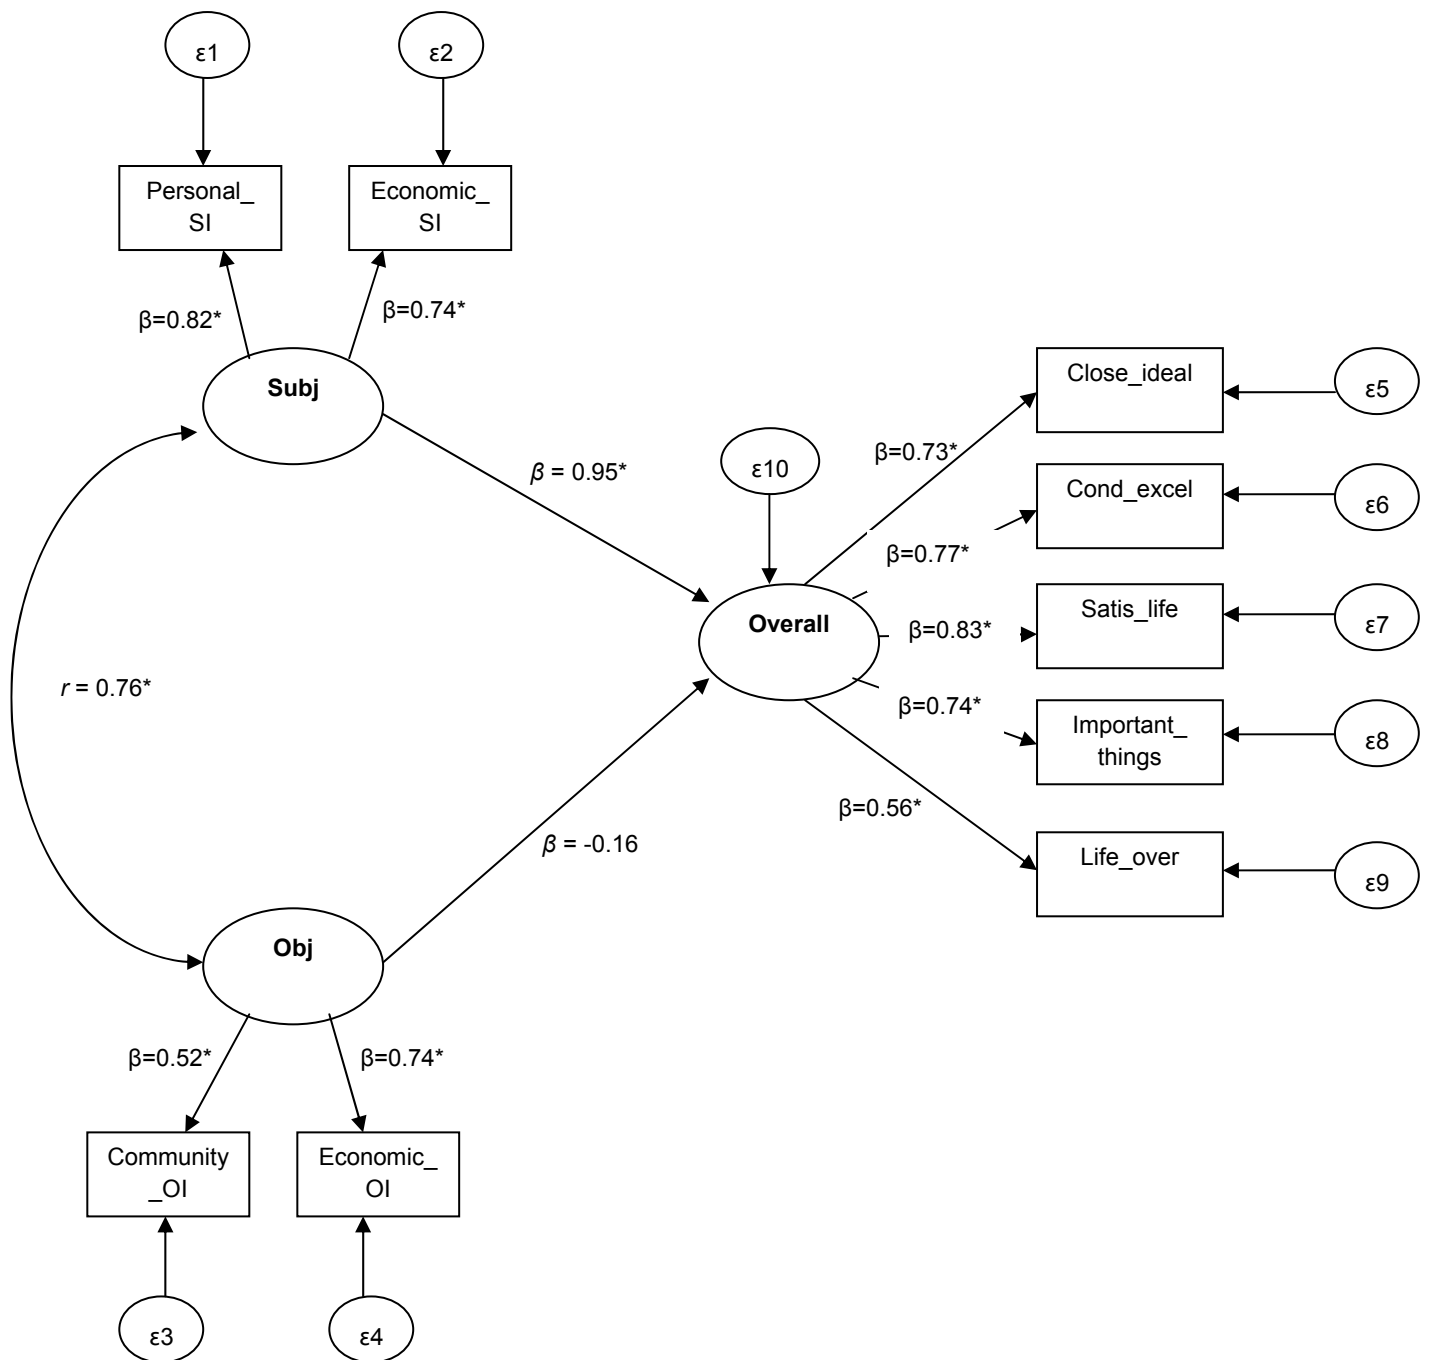 ε1
ε2
Personal_
SI
Economic_
SI
β=0.82*
β=0.74*
Subj
Close_ideal
ε5
β = 0.95*
ε10
β=0.73*
Cond_excel
ε6
β=0.77*
Overall
β=0.83*
Satis_life
ε7
r = 0.76*
β=0.74*
Important_
things
ε8
β=0.56*
β = -0.16
Life_over
ε9
Obj
β=0.52*
β=0.74*
Community
_OI
Economic_
OI
ε3
ε4